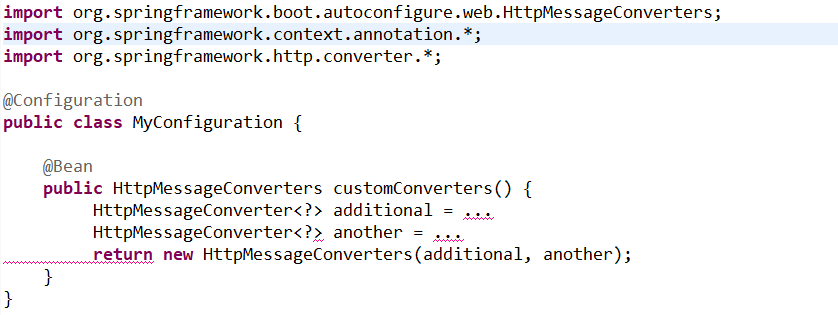 import org.springframework.boot.autoconfigure.web.HttpMessageConverters;
import org.springframework.context.annotation.*;
import org.springframework.http.converter.*;
@Configuration
public class MyConfiguration {
@Bean
public HttpMessageConverters customConverters() {
HttpMessageConverter<?> additional = ...
HttpMessageConverter<?> another = ...
return new HttpMessageConverters(additional, another);
}
}